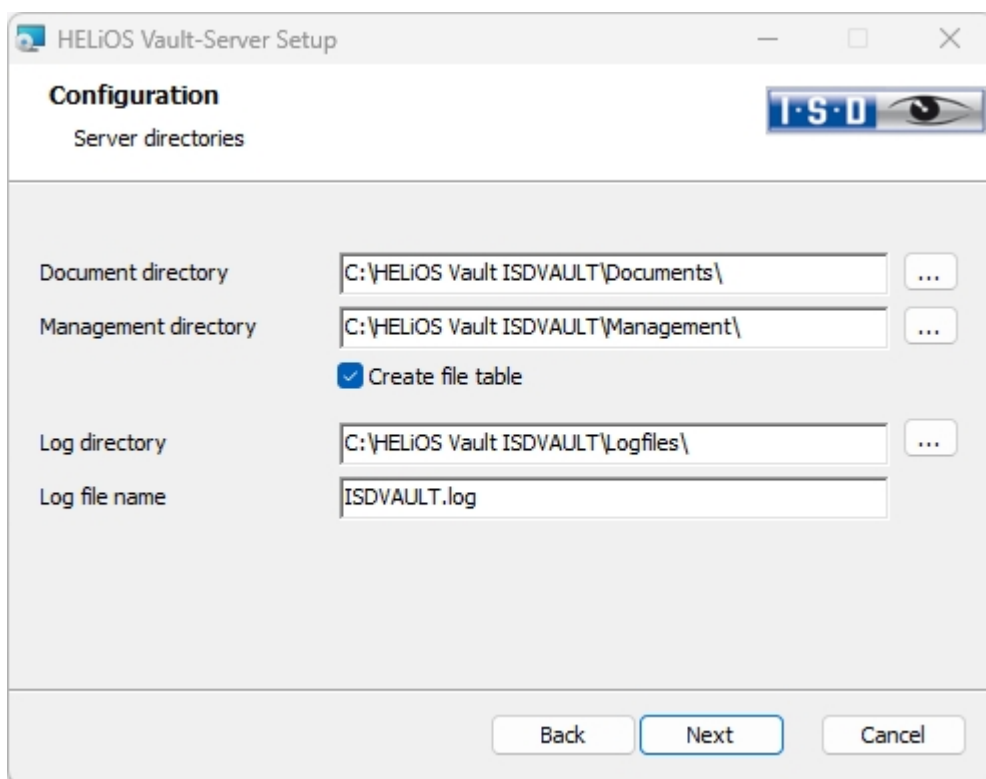 HELiOS Vault-Server Setup
Configuration
Server directories
I·S·D
Document directory C:\HELiOS Vault ISDVAULT\Documents\ ...
Management directory C:\HELiOS Vault ISDVAULT\Management\ ...
Create file table
Log directory C:\HELiOS Vault ISDVAULT\Logfiles\ ...
Log file name ISDVAULT.log
Back Next Cancel